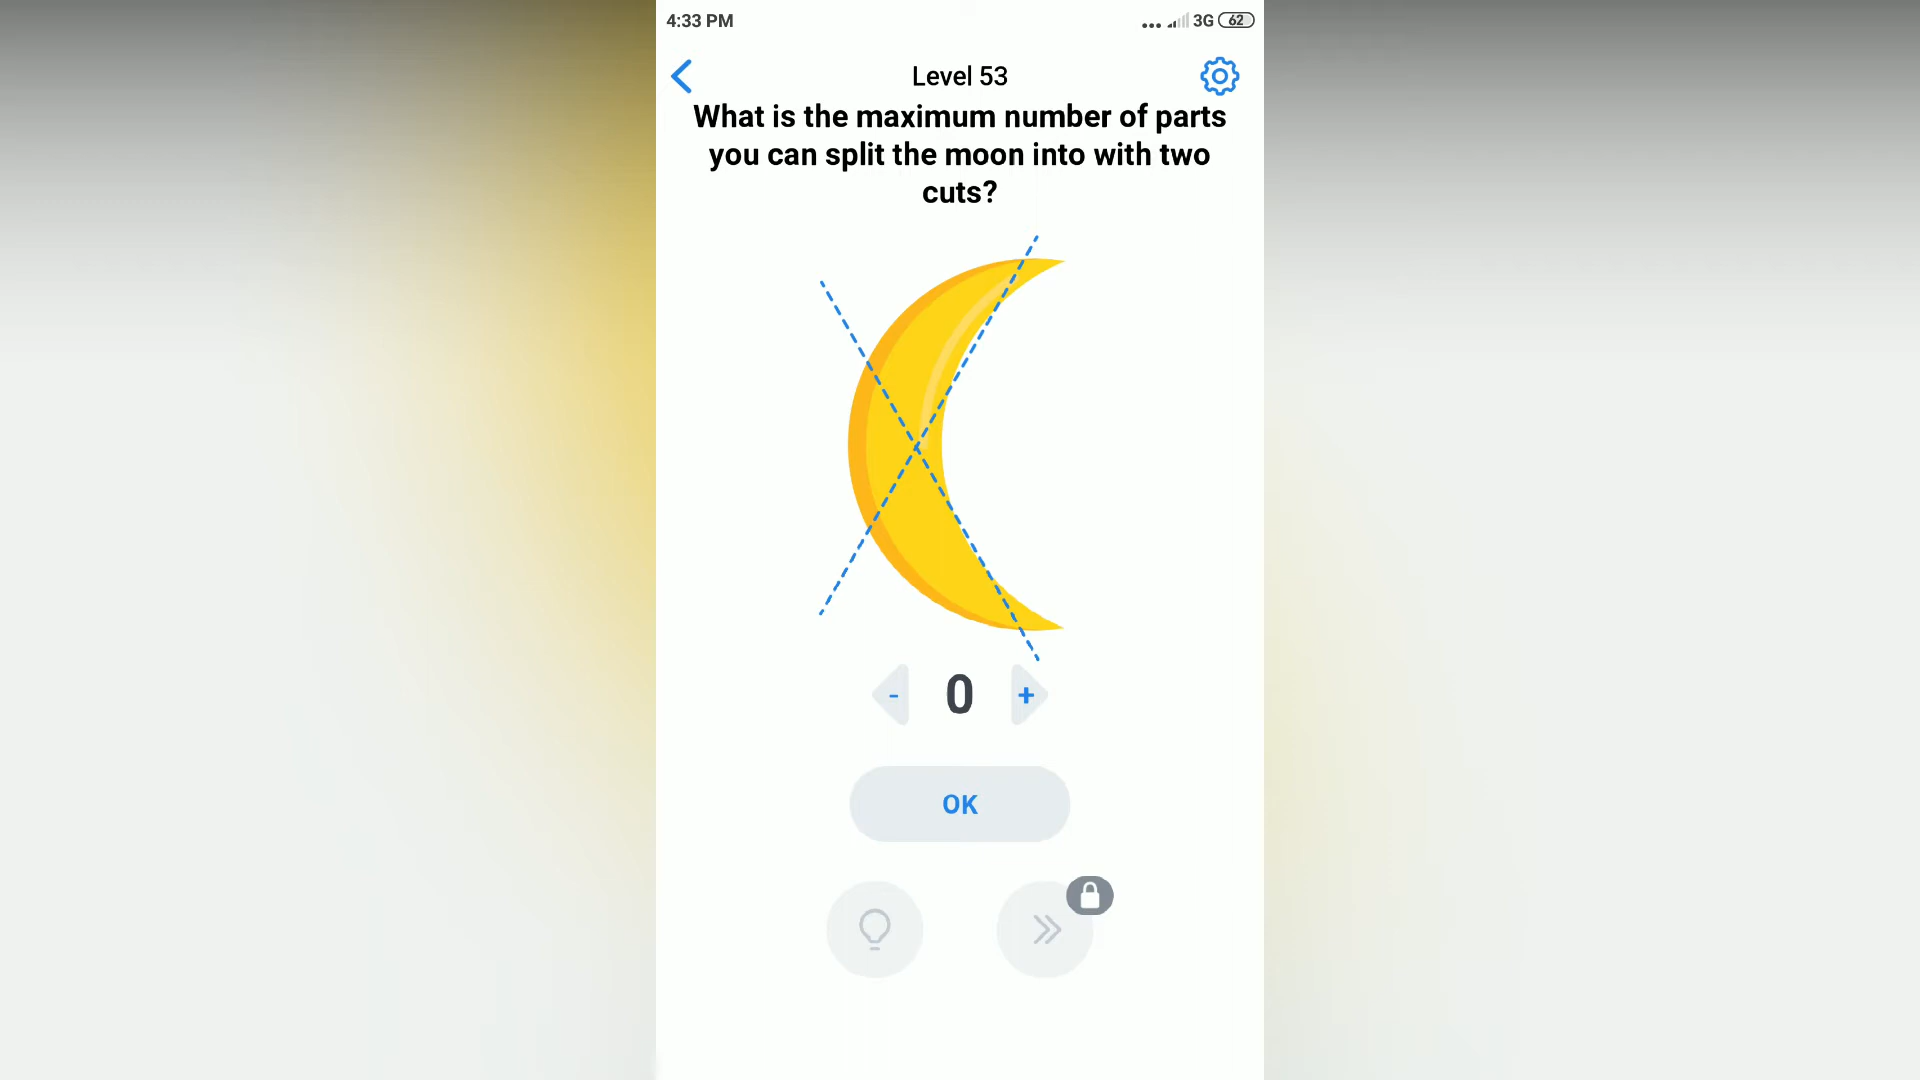 4:33 PM
3G 62
Level 53
What is the maximum number of parts
you can split the moon into with two
cuts?
- 0 +
OK